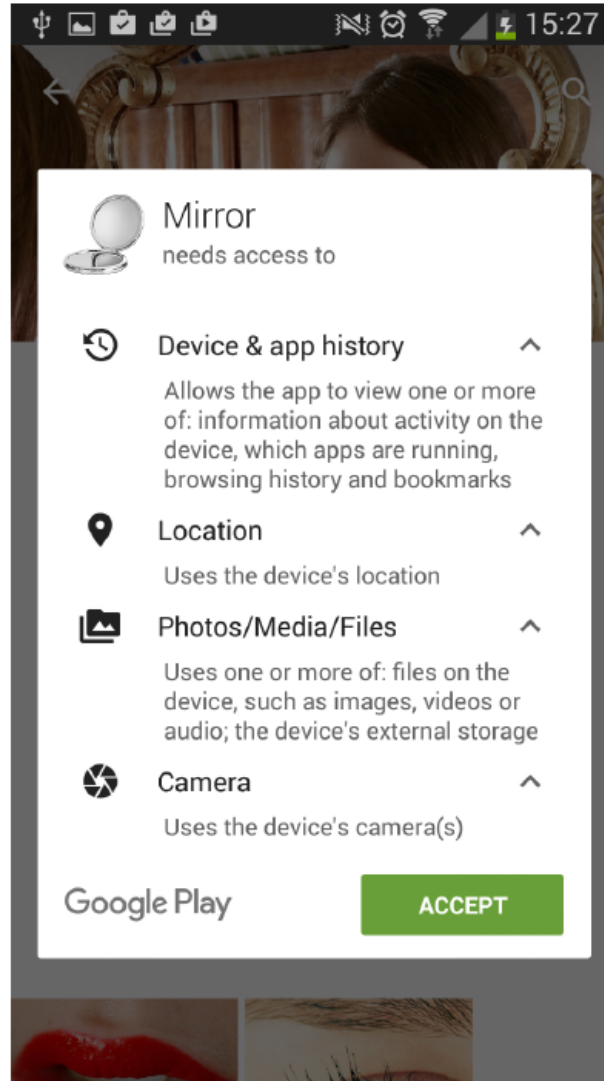 15:27
Mirror
needs access to
Device & app history
Allows the app to view one or more
of: information about activity on the
device, which apps are running,
browsing history and bookmarks
Location
Uses the device's location
Photos/Media/Files
Uses one or more of: files on the
device, such as images, videos or
audio; the device's external storage
Camera
Uses the device's camera(s)
Google Play
ACCEPT